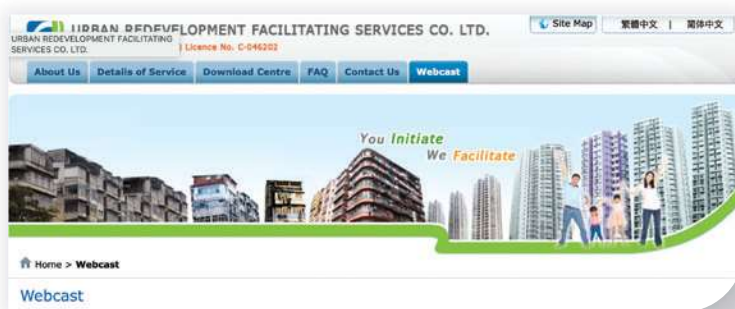 URBAN REDEVELOPMENT FACILITATING SERVICES CO. LTD.
Site Map
繁體中文 | 简体中文
URBAN REDEVELOPMENT FACILITATING
SERVICES CO. LTD.
Licence No. C-046202
About Us Details of Service Download Centre FAQ Contact Us Webcast
You Initiate
We Facilitate
Home > Webcast
Webcast